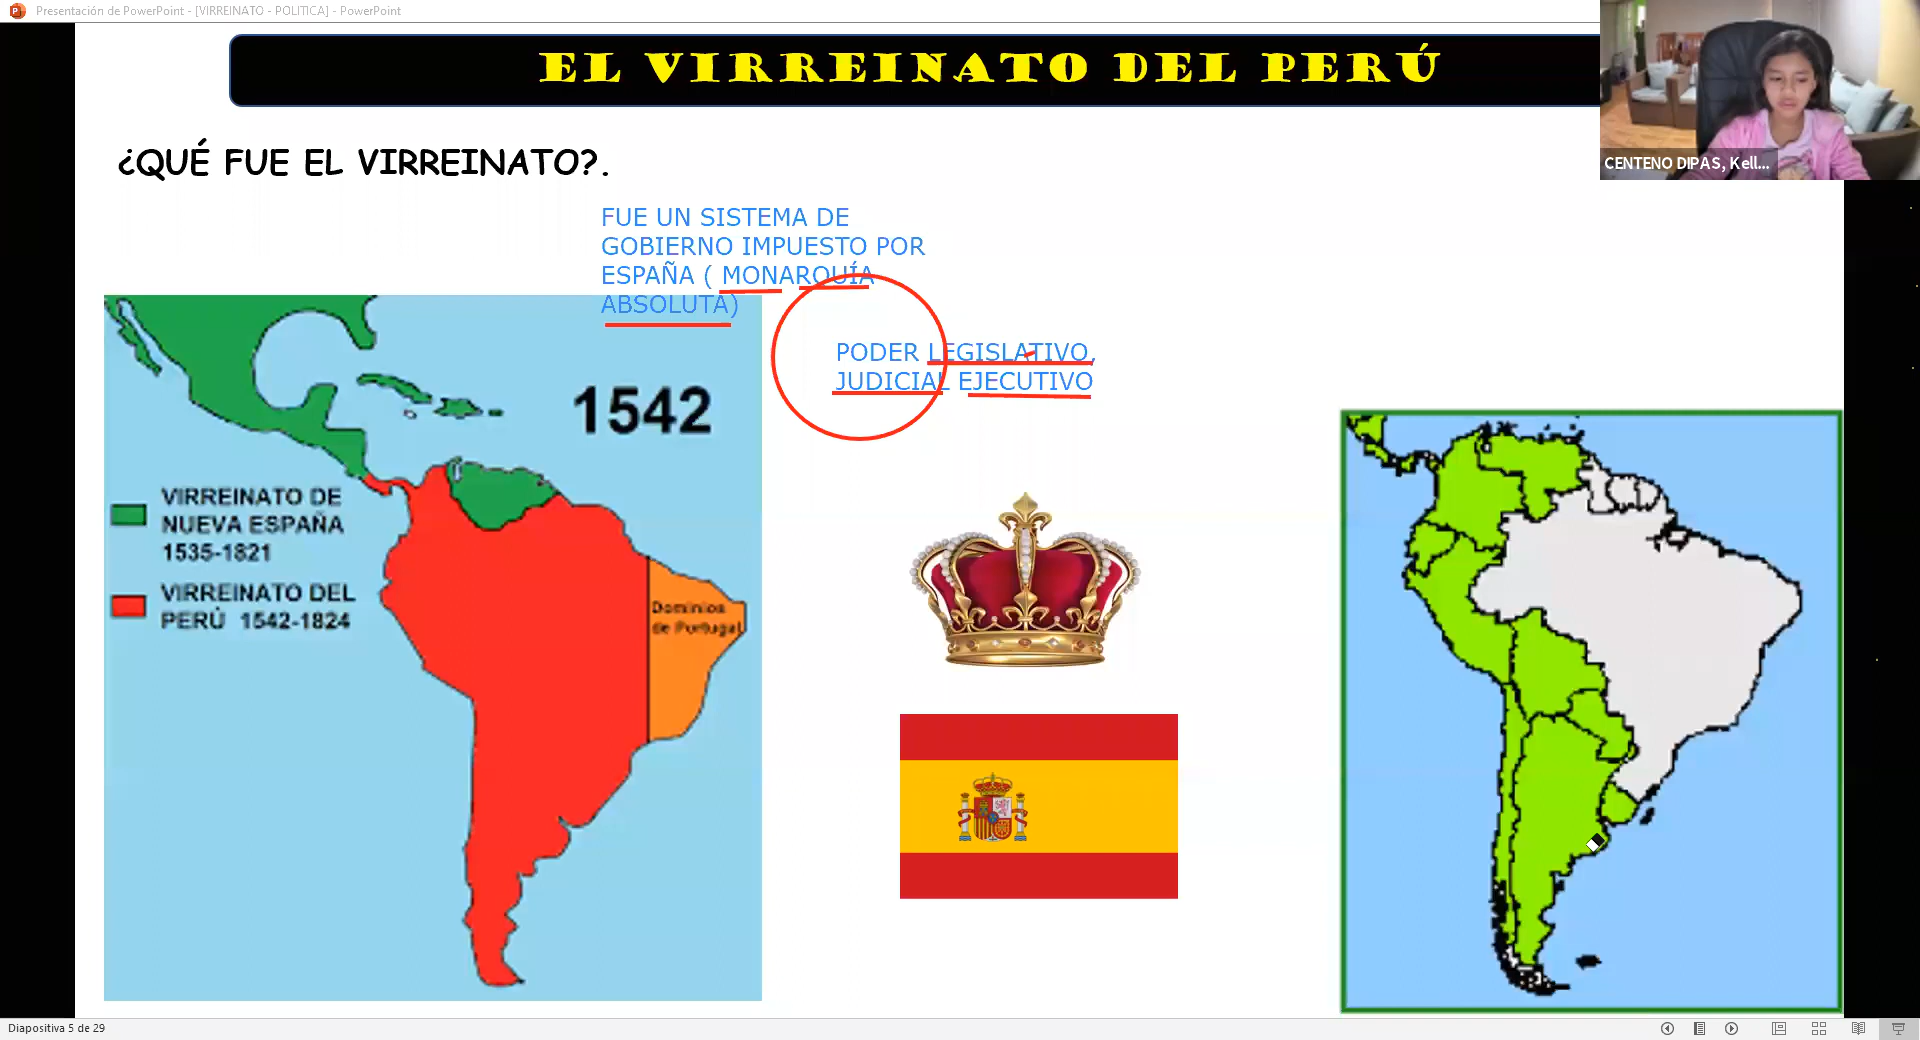 Presentación de PowerPoint - [VIRREINATO - POLITICA] - PowerPoint
EL VIRREINATO DEL PERÚ
¿QUÉ FUE EL VIRREINATO?.
CENTENO DIPAS, Kell...
FUE UN SISTEMA DE
GOBIERNO IMPUESTO POR
ESPAÑA ( MONARQUÍA
ABSOLUTA)
PODER LEGISLATIVO,
JUDICIAL EJECUTIVO
1542
VIRREINATO DE
NUEVA ESPAÑA
1535-1821
VIRREINATO DEL
PERÚ 1542-1824
Dominios
de Portugal
Diapositiva 5 de 29